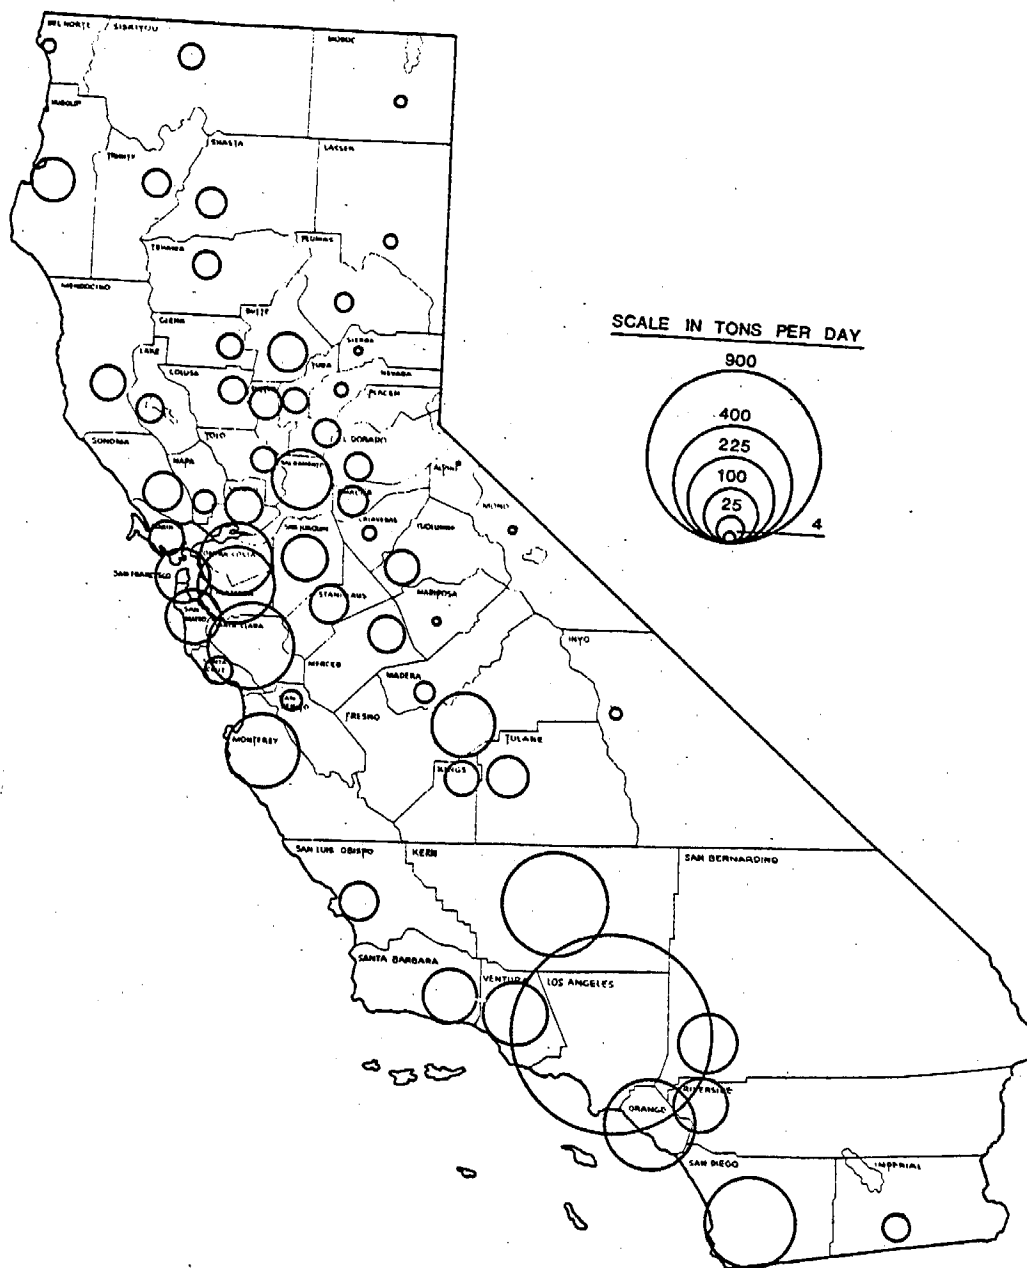 DEL NORTE
SISKIYOU
MODOC
HUMBOLDT
TRINITY
SHASTA
LASSEN
TEHAMA
PLUMAS
MENDOCINO
GLENN
BUTTE
SIERRA
LAKE
COLUSA
YUBA
NEVADA
PLACER
SONOMA
YOLO
EL DORADO
NAPA
SACRAMENTO
ALPINE
AMADOR
MONO
CALAVERAS
TUOLUMNE
MARIN
SAN JOAQUIN
CONTRA COSTA
SAN FRANCISCO
STANISLAUS
MARIPOSA
SAN MATEO
SANTA CLARA
INYO
SANTA CRUZ
MERCED
MADERA
SAN BENITO
FRESNO
MONTEREY
TULARE
KINGS
SAN LUIS OBISPO
KERN
SAN BERNARDINO
SANTA BARBARA
VENTURA
LOS ANGELES
RIVERSIDE
ORANGE
SAN DIEGO
IMPERIAL
SCALE IN TONS PER DAY
900
400
225
100
25
4